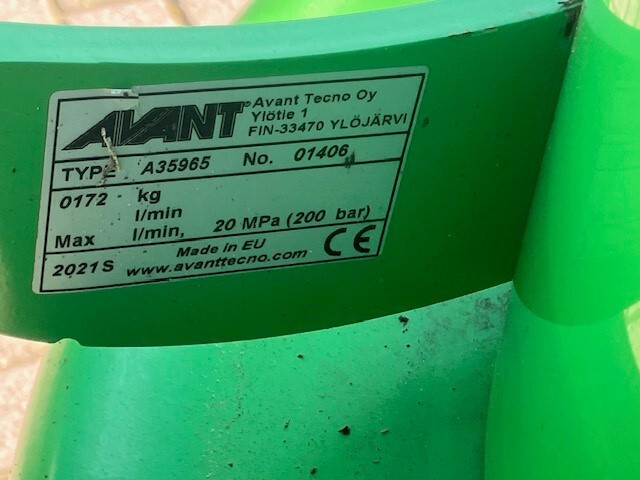 AVANT® Avant Tecno Oy
Ylötie 1
FIN-33470 YLÖJÄRVI
TYPE A35965 No. 01406
0172 kg
l/min
Max l/min, 20 MPa (200 bar)
2021S Made in EU CE
www.avanttecno.com